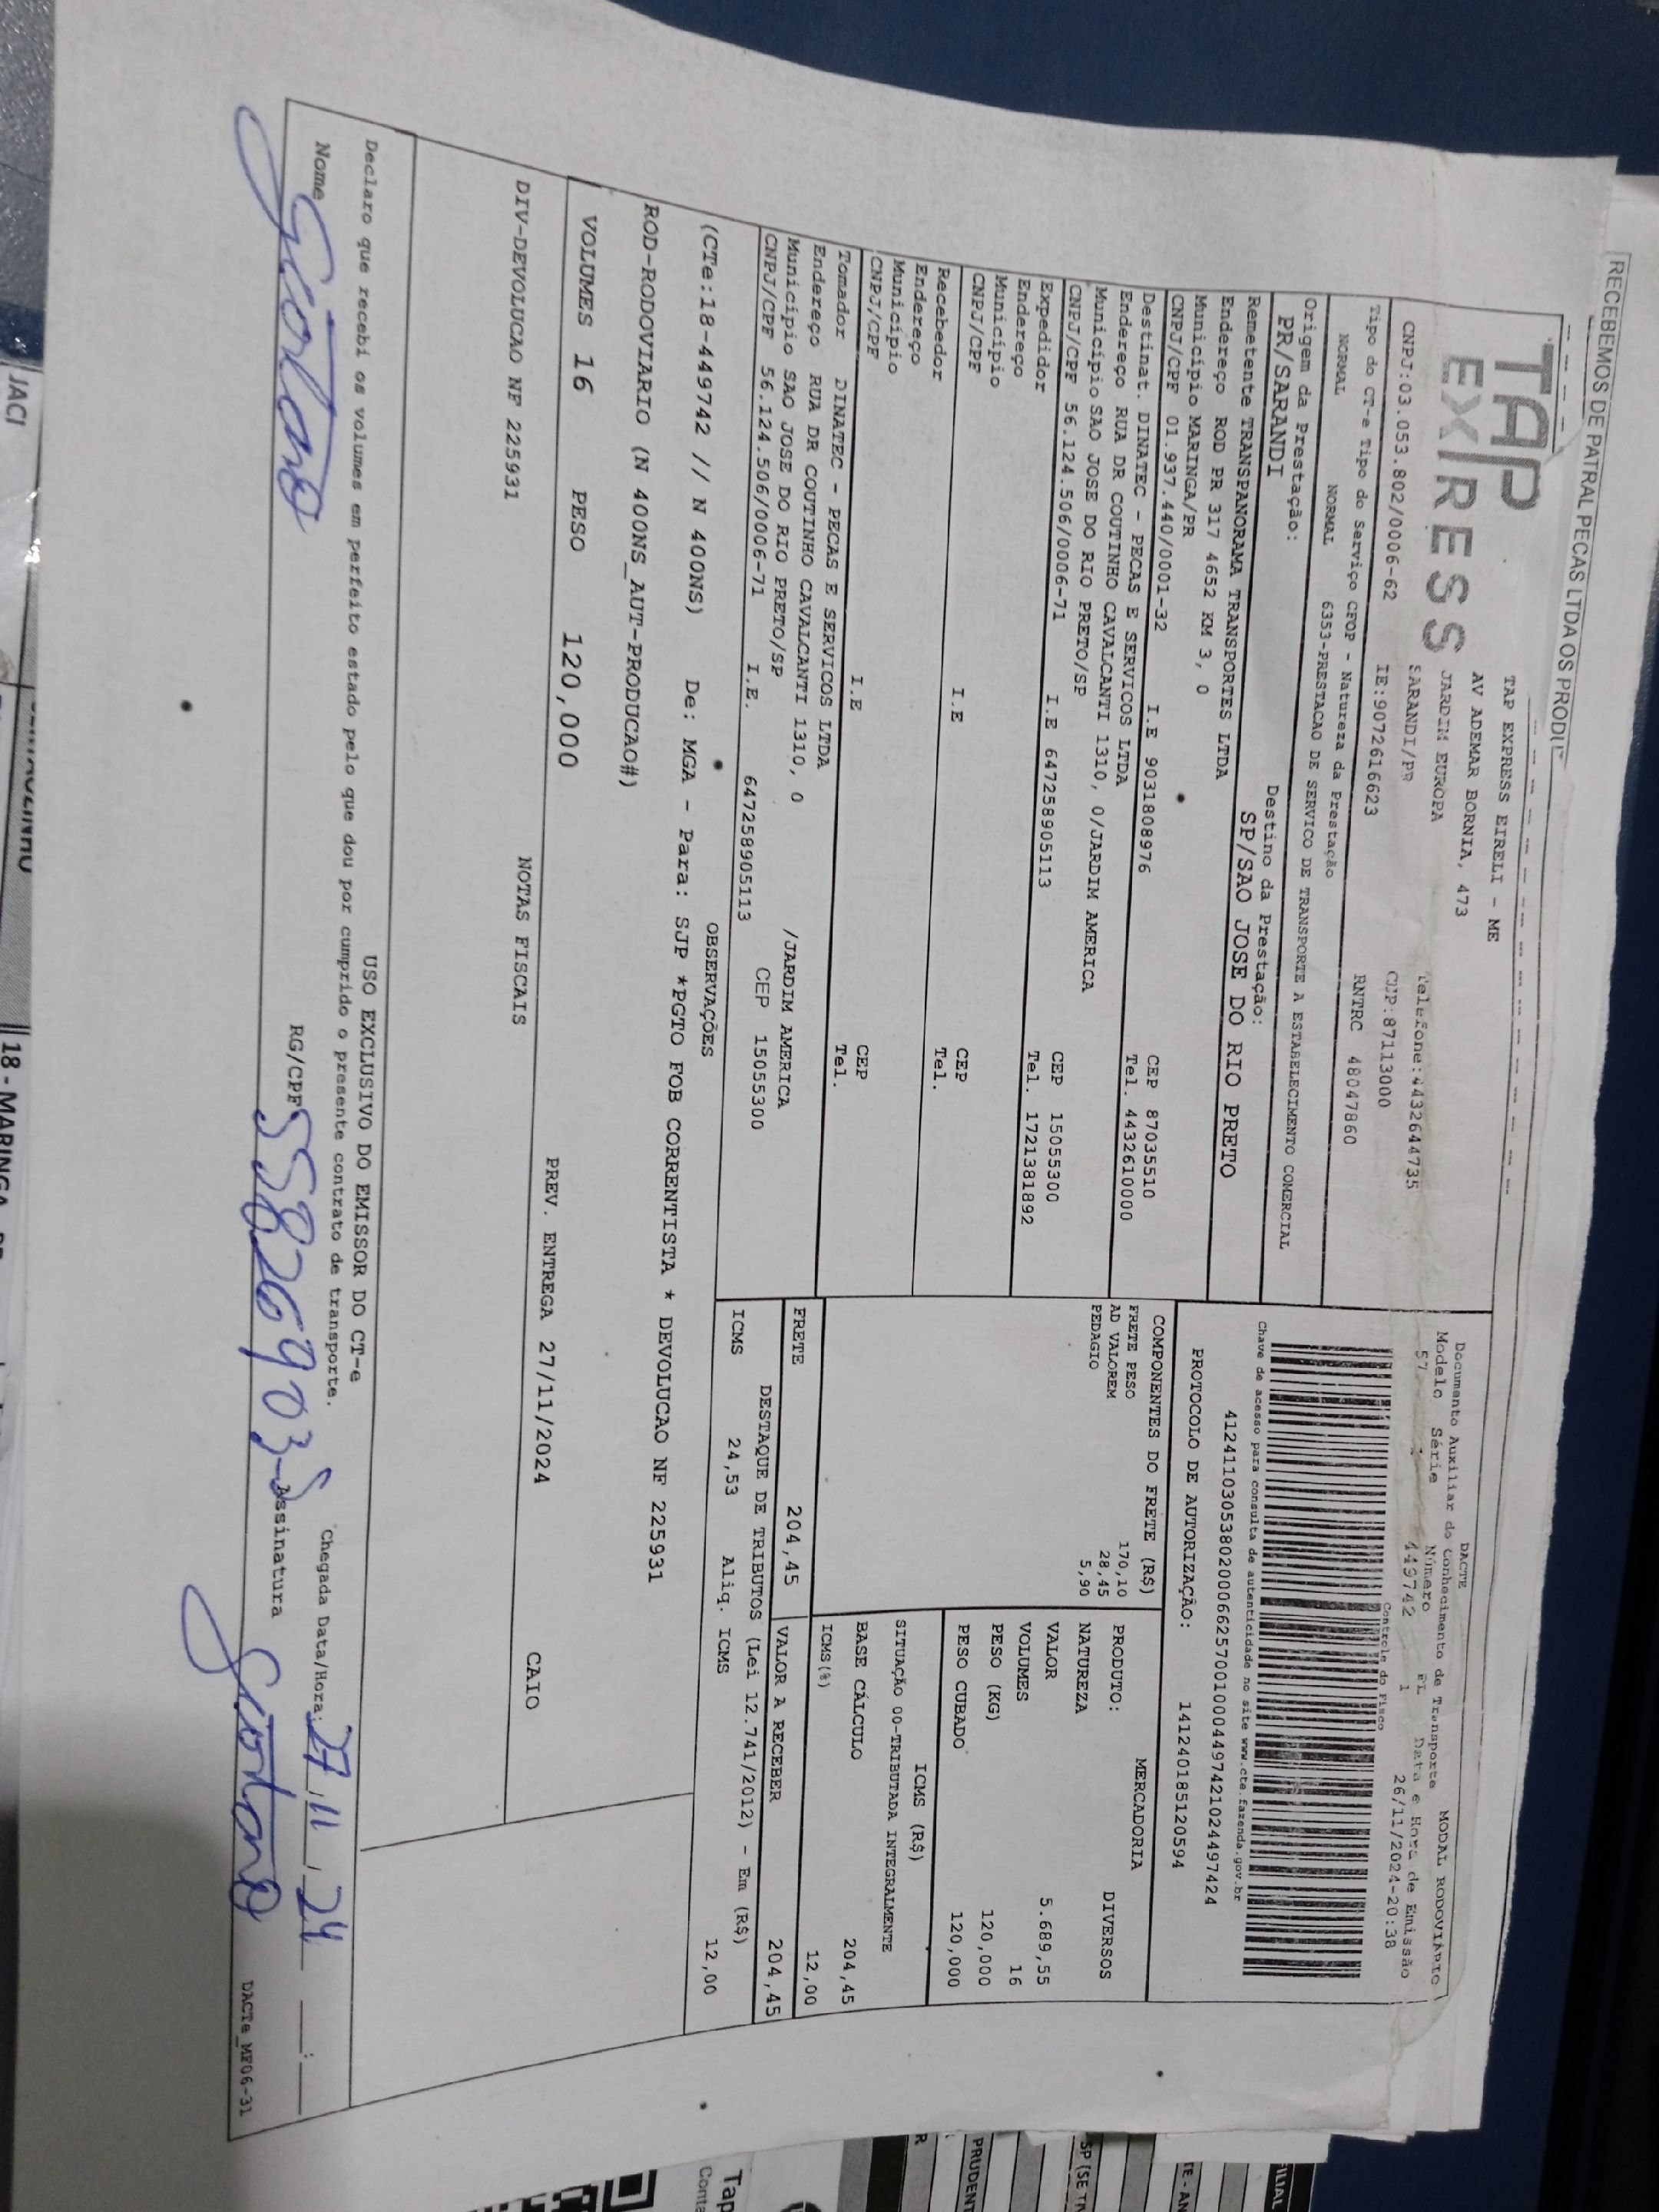 RECEBEMOS DE PATRAL PECAS LTDA OS PRODU
TAP EXPRESS
TAP EXPRESS EIRELI - ME
AV ADEMAR BORNIA, 473
JARDIM EUROPA
SARANDI/PR
Telefone:4432644735
CEP:87113000
CNPJ:03.053.802/0006-62 IE:9072616623 RNTRC 48047860
DACTE MODAL RODOVIÁRIO
Documento Auxiliar do Conhecimento de Transporte
Modelo Série Número FL Data e Hora de Emissão
57 449742 1 26/11/2024-20:38
Controle do Fisco
Tipo do CT-e Tipo do Serviço CFOP - Natureza da Prestação
NORMAL NORMAL 6353-PRESTACAO DE SERVICO DE TRANSPORTE A ESTABELECIMENTO COMERCIAL
Chave de acesso para consulta de autenticidade no site www.cte.fazenda.gov.br
41241103053802000662570010004497421024497424
Origem da Prestação: Destino da Prestação:
PR/SARANDI SP/SAO JOSE DO RIO PRETO
PROTOCOLO DE AUTORIZAÇÃO: 141240185120594
Remetente TRANSPANORAMA TRANSPORTES LTDA
Endereço ROD PR 317 4652 KM 3, 0
Município MARINGA/PR CEP 87035510
CNPJ/CPF 01.937.440/0001-32 I.E 9031808976 Tel. 4432610000
Destinat. DINATEC - PECAS E SERVICOS LTDA
Endereço RUA DR COUTINHO CAVALCANTI 1310, 0/JARDIM AMERICA
Município SAO JOSE DO RIO PRETO/SP CEP 15055300
CNPJ/CPF 56.124.506/0006-71 I.E 647258905113 Tel. 1721381892
Expedidor
Endereço
Município CEP
CNPJ/CPF I.E Tel.
Recebedor
Endereço
Município CEP
CNPJ/CPF I.E Tel.
Tomador DINATEC - PECAS E SERVICOS LTDA
Endereço RUA DR COUTINHO CAVALCANTI 1310, 0 /JARDIM AMERICA
Município SAO JOSE DO RIO PRETO/SP CEP 15055300
CNPJ/CPF 56.124.506/0006-71 I.E. 647258905113
COMPONENTES DO FRETE (R$)
FRETE PESO 170,10
AD VALOREM 28,45
PEDAGIO 5,90
MERCADORIA
PRODUTO: DIVERSOS
NATUREZA
VALOR 5.689,55
VOLUMES 16
PESO (KG) 120,000
PESO CUBADO 120,000
ICMS (R$)
SITUAÇÃO 00-TRIBUTADA INTEGRALMENTE
BASE CÁLCULO 204,45
ICMS(%) 12,00
FRETE 204,45 VALOR A RECEBER 204,45
DESTAQUE DE TRIBUTOS (Lei 12.741/2012) - Em (R$)
ICMS 24,53 Aliq. ICMS 12,00
OBSERVAÇÕES
(CTe:18-449742 // N 400NS) De: MGA - Para: SJP *PGTO FOB CORRENTISTA * DEVOLUCAO NF 225931
ROD-RODOVIARIO (N 400NS_AUT-PRODUCAO#)
VOLUMES 16 PESO 120,000 PREV. ENTREGA 27/11/2024 CAIO
NOTAS FISCAIS
DIV-DEVOLUCAO NF 225931
USO EXCLUSIVO DO EMISSOR DO CT-e
Declaro que recebi os volumes em perfeito estado pelo que dou por cumprido o presente contrato de transporte.
Chegada Data/Hora: 27/11/24 __:__
Nome RG/CPF Assinatura
DACTe_MF06-31
JACI
18 - MARINGA
Tap
PRUDEN